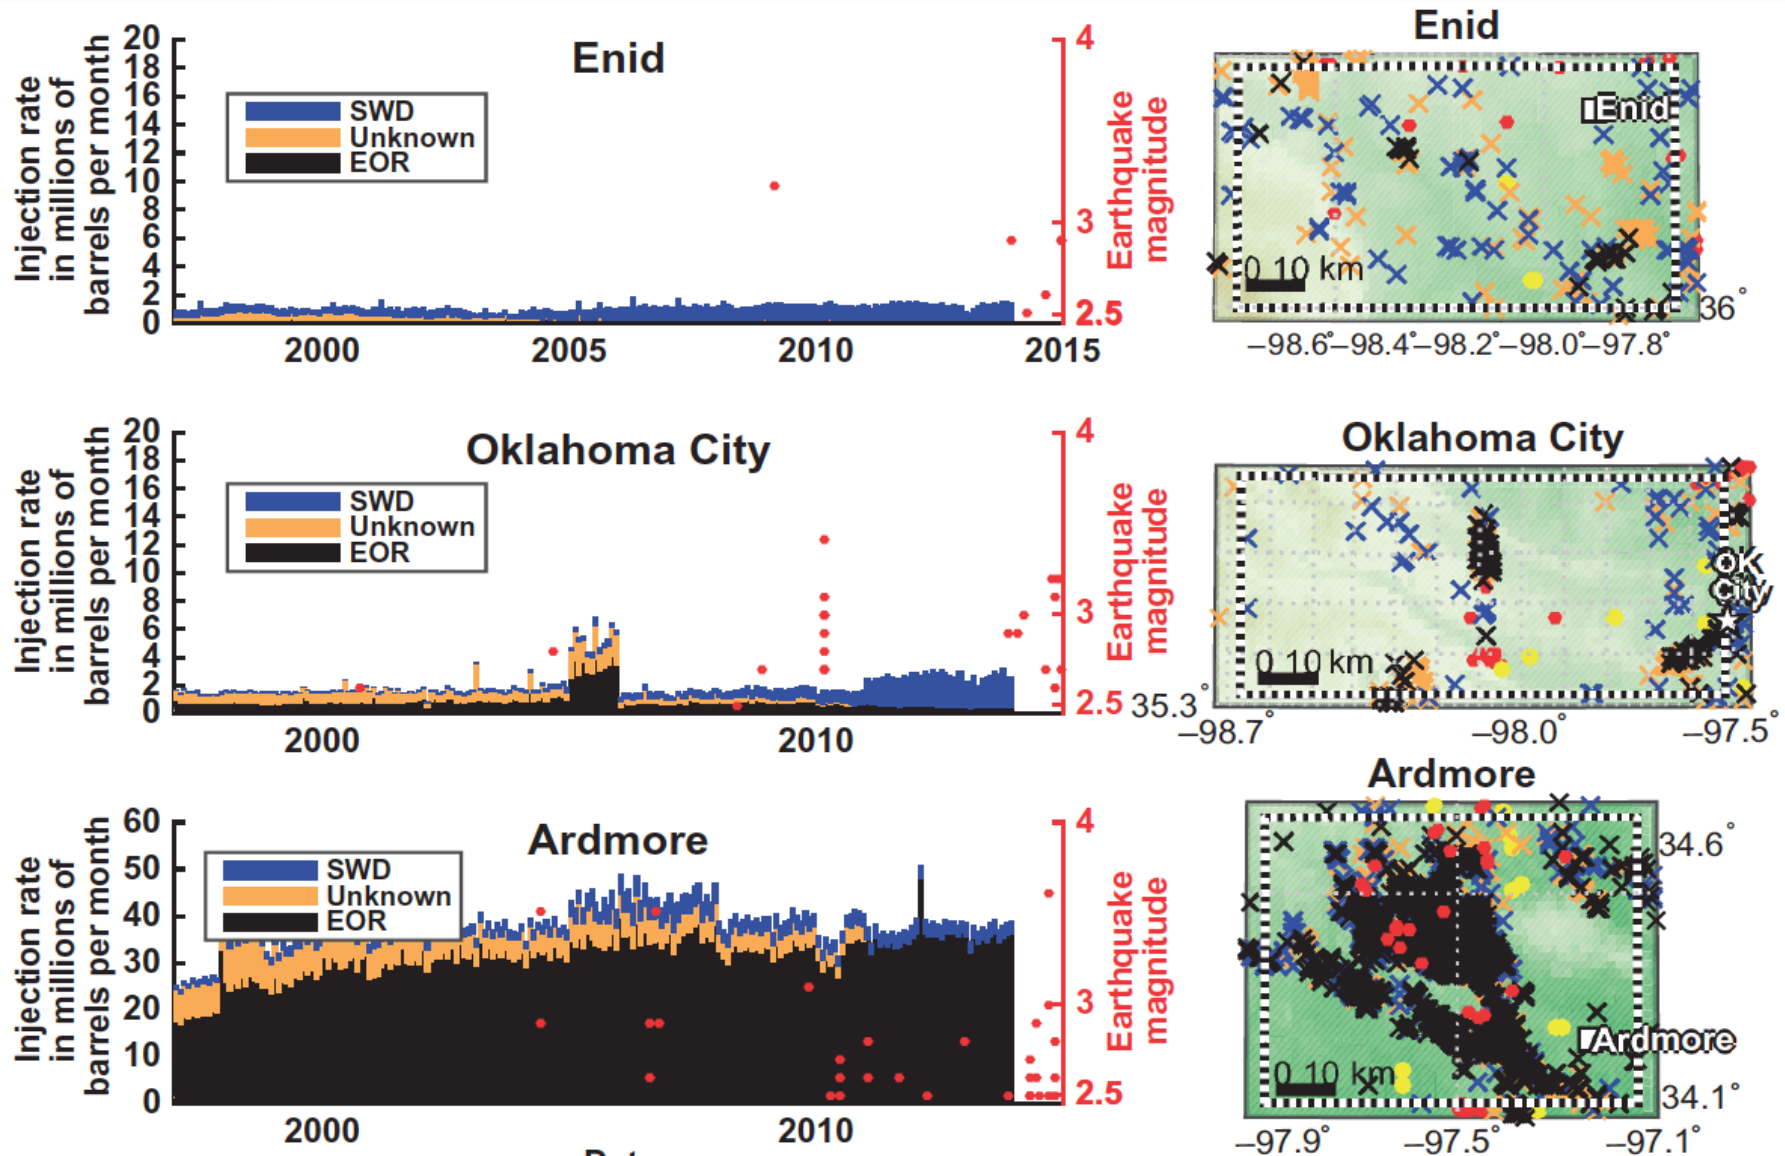 Enid
Injection rate
in millions of
barrels per month
20
18
16
14
12
10
8
6
4
2
0
SWD
Unknown
EOR
2000
2005
2010
2015
4
3
2.5
Earthquake
magnitude
Enid
Enid
0 10 km
36°
–98.6°–98.4°–98.2°–98.0°–97.8°
Oklahoma City
Injection rate
in millions of
barrels per month
20
18
16
14
12
10
8
6
4
2
0
SWD
Unknown
EOR
2000
2010
4
3
2.5
Earthquake
magnitude
Oklahoma City
OK
City
0 10 km
35.3°
–98.7°
–98.0°
–97.5°
Ardmore
Injection rate
in millions of
barrels per month
60
50
40
30
20
10
0
SWD
Unknown
EOR
2000
2010
4
3
2.5
Earthquake
magnitude
Ardmore
34.6°
Ardmore
0 10 km
34.1°
–97.9°
–97.5°
–97.1°